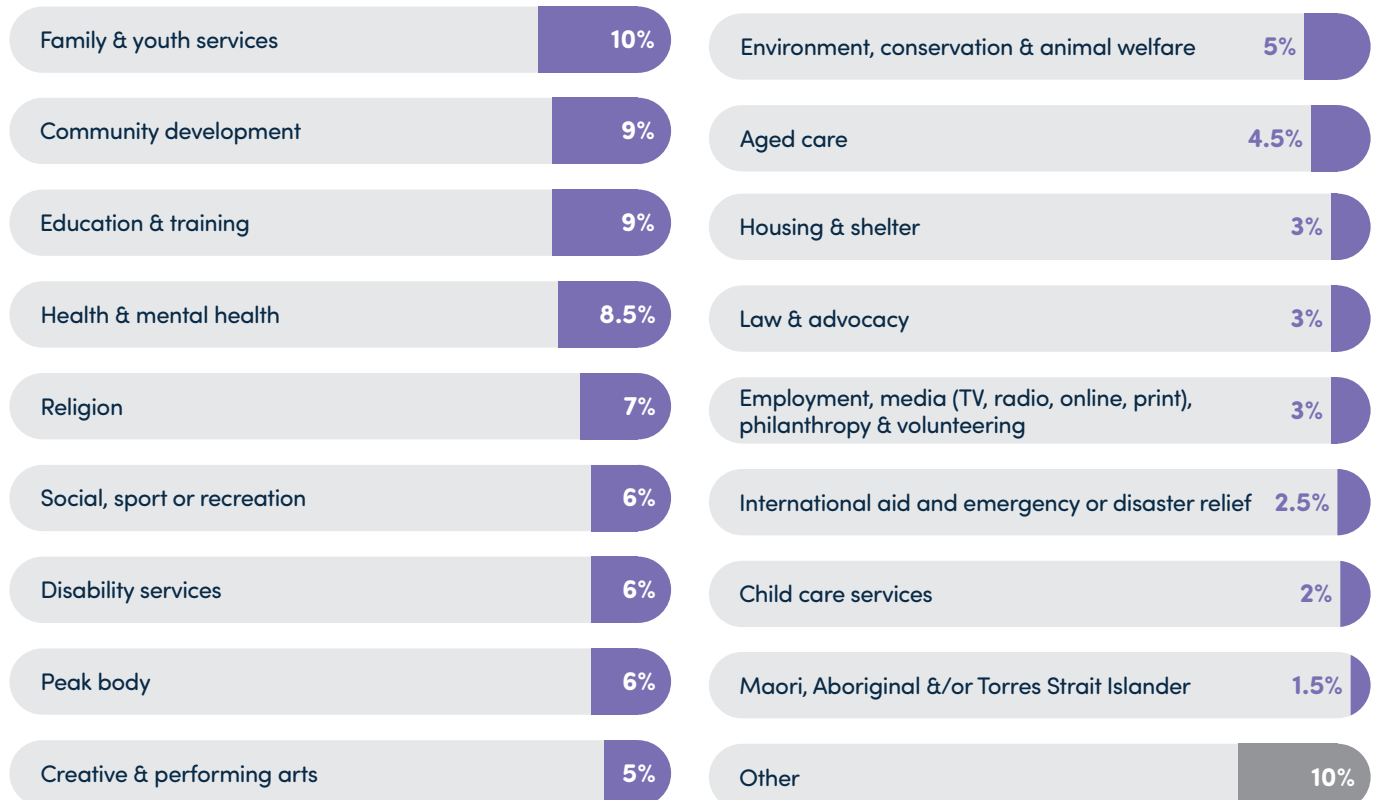 Family & youth services 10%
Community development 9%
Education & training 9%
Health & mental health 8.5%
Religion 7%
Social, sport or recreation 6%
Disability services 6%
Peak body 6%
Creative & performing arts 5%
Environment, conservation & animal welfare 5%
Aged care 4.5%
Housing & shelter 3%
Law & advocacy 3%
Employment, media (TV, radio, online, print),
philanthropy & volunteering 3%
International aid and emergency or disaster relief 2.5%
Child care services 2%
Maori, Aboriginal &/or Torres Strait Islander 1.5%
Other 10%